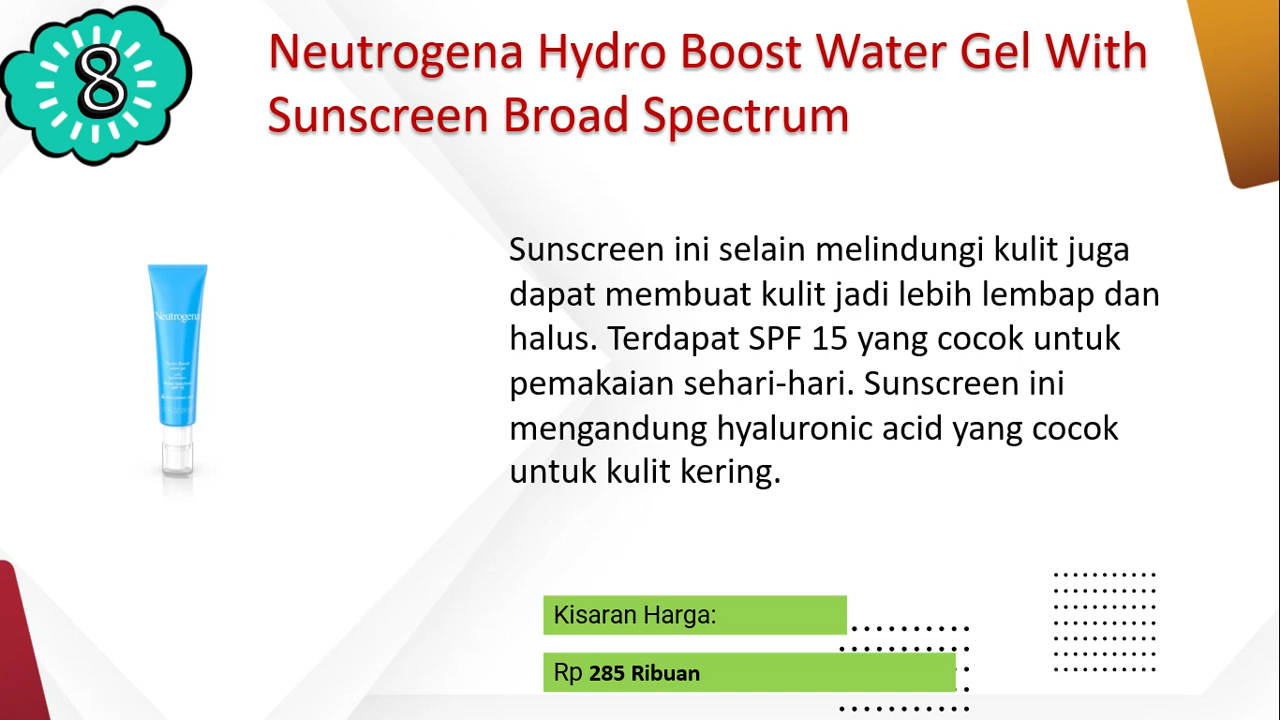 8
Neutrogena Hydro Boost Water Gel With
Sunscreen Broad Spectrum
Neutrogena
Sunscreen ini selain melindungi kulit juga
dapat membuat kulit jadi lebih lembap dan
halus. Terdapat SPF 15 yang cocok untuk
pemakaian sehari-hari. Sunscreen ini
mengandung hyaluronic acid yang cocok
untuk kulit kering.
Kisaran Harga:
Rp 285 Ribuan